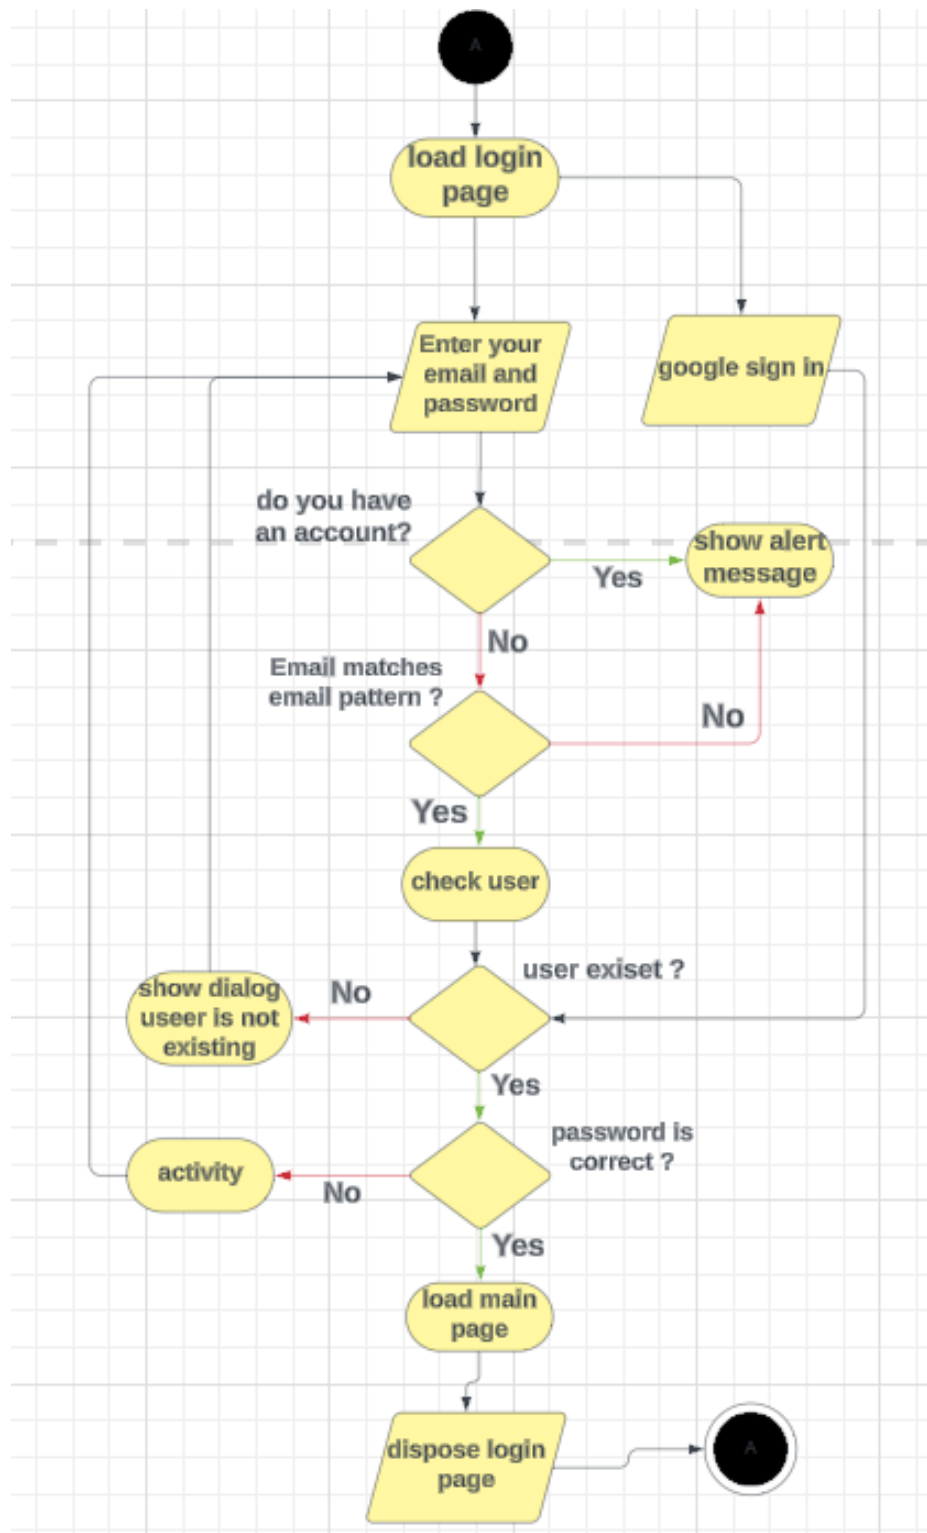 A
load login
page
Enter your
email and
password
google sign in
do you have
an account?
Yes
show alert
message
No
Email matches
email pattern ?
No
Yes
check user
user exiset ?
No
show dialog
useer is not
existing
Yes
password is
correct ?
activity
No
Yes
load main
page
dispose login
page
A